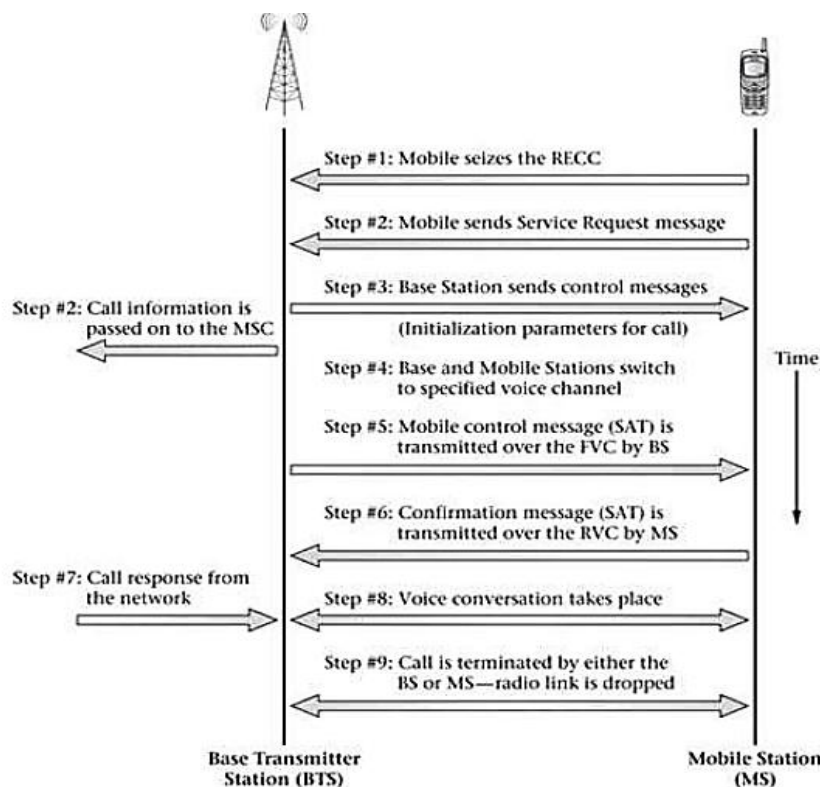 Step #1: Mobile seizes the RECC
Step #2: Mobile sends Service Request message
Step #3: Base Station sends control messages
(Initialization parameters for call)
Step #2: Call information is
passed on to the MSC
Step #4: Base and Mobile Stations switch
to specified voice channel
Time
Step #5: Mobile control message (SAT) is
transmitted over the FVC by BS
Step #6: Confirmation message (SAT) is
transmitted over the RVC by MS
Step #7: Call response from
the network
Step #8: Voice conversation takes place
Step #9: Call is terminated by either the
BS or MS—radio link is dropped
Base Transmitter
Station (BTS)
Mobile Station
(MS)